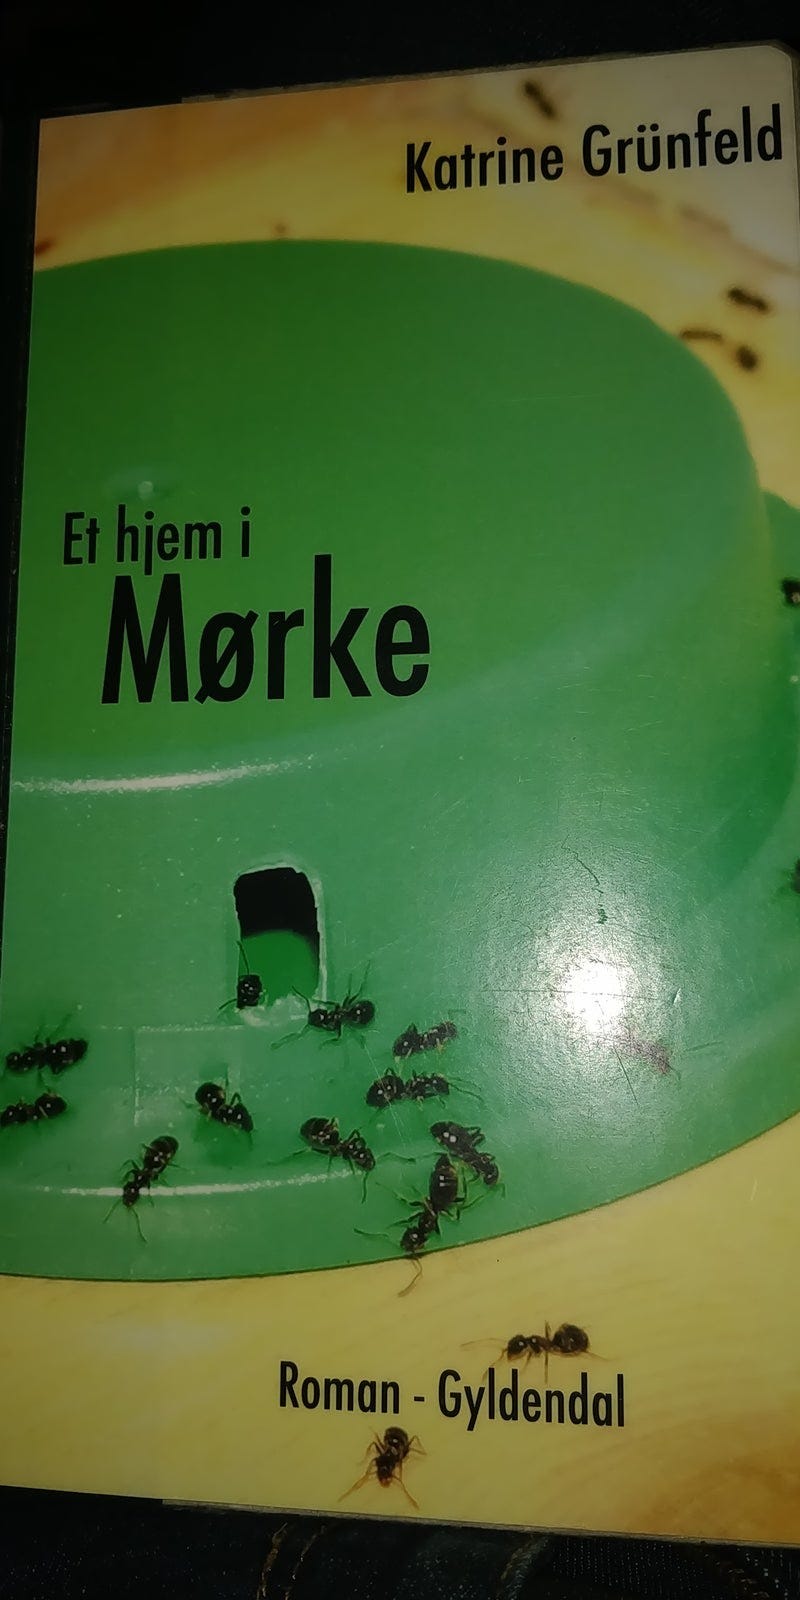 Katrine Grünfeld
Et hjem i
Mørke
Roman - Gyldendal